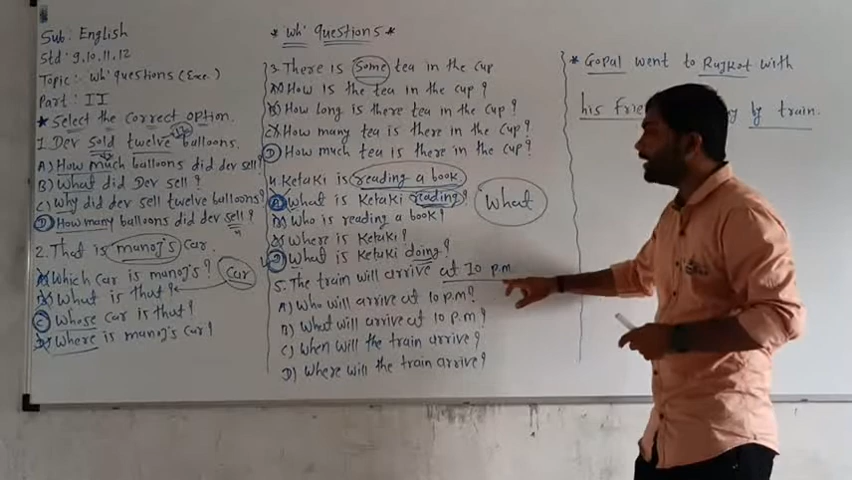 Sub: English
Std: 9,10,11,12
Topic:- Wh' questions (Exe.)
Part: II
* Select the correct option.
1. Dev sold twelve balloons.
A) How much balloons did dev sell?
B) What did Dev sell?
C) Why did dev sell twelve balloons?
D) How many balloons did dev sell?
2. That is manoj's car.
A) Which car is manoj's?
B) What is that?
car
C) Whose car is that?
D) Where is manoj's car?
* 'Wh' questions *
3. There is some tea in the cup
A) How is the tea in the cup?
B) How long is there tea in the cup?
C) How many tea is there in the cup?
D) How much tea is there in the cup?
4. Ketaki is reading a book
A) What is Ketaki reading?
B) Who is reading a book?
C) Where is Ketaki?
D) What is Ketaki doing?
What
5. The train will arrive at 10 p.m
A) Who will arrive at 10 p.m?
B) What will arrive at 10 p.m?
C) When will the train arrive?
D) Where will the train arrive?
* Gopal went to Rajkot with
his by train.